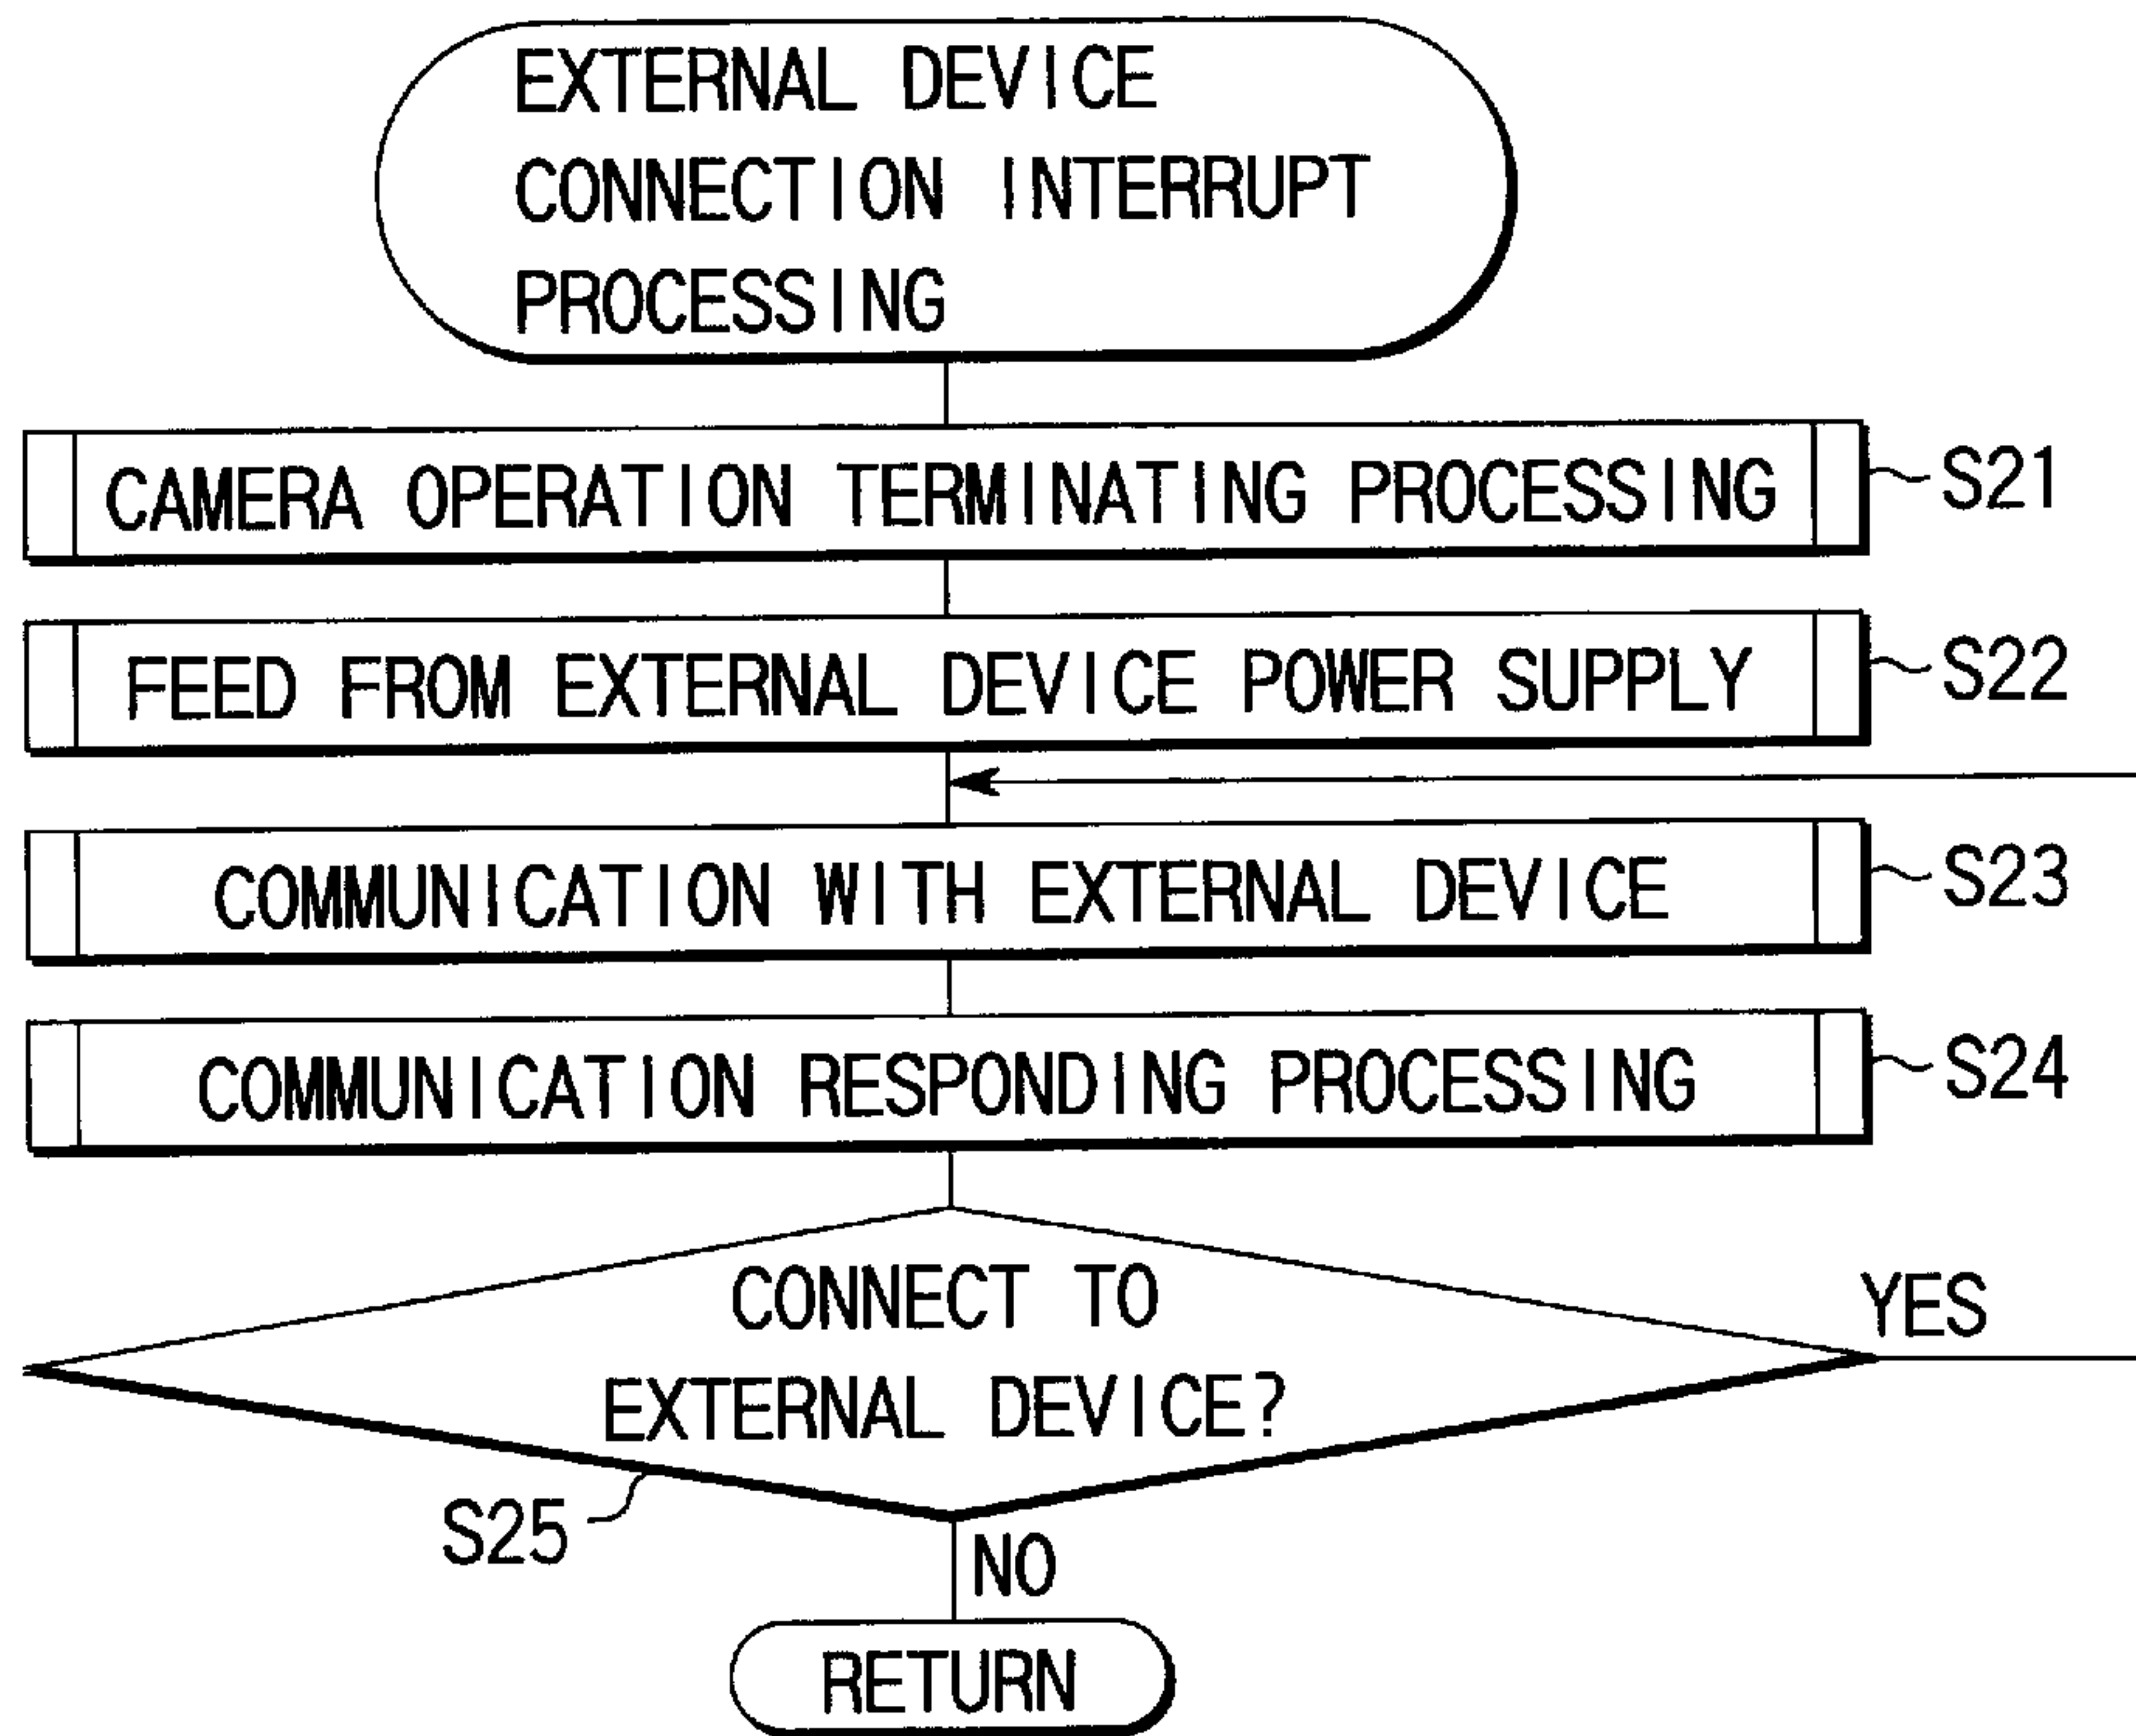 EXTERNAL DEVICE
CONNECTION INTERRUPT
PROCESSING
CAMERA OPERATION TERMINATING PROCESSING
S21
FEED FROM EXTERNAL DEVICE POWER SUPPLY
S22
COMMUNICATION WITH EXTERNAL DEVICE
S23
COMMUNICATION RESPONDING PROCESSING
S24
CONNECT TO
EXTERNAL DEVICE?
YES
S25
NO
RETURN